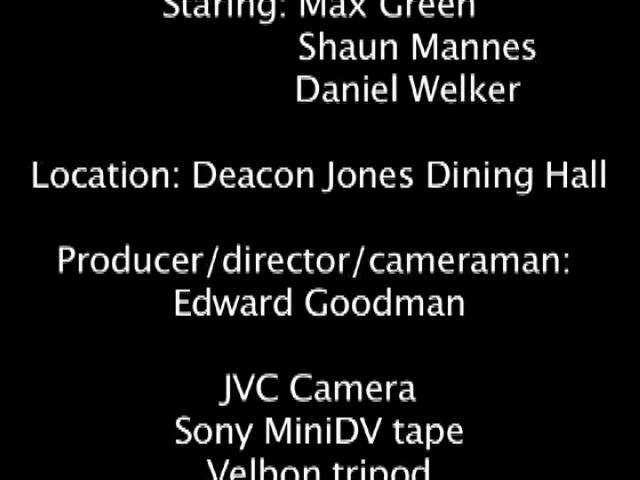 Staring: Max Green
Shaun Mannes
Daniel Welker
Location: Deacon Jones Dining Hall
Producer/director/cameraman:
Edward Goodman
JVC Camera
Sony MiniDV tape
Velbon tripod